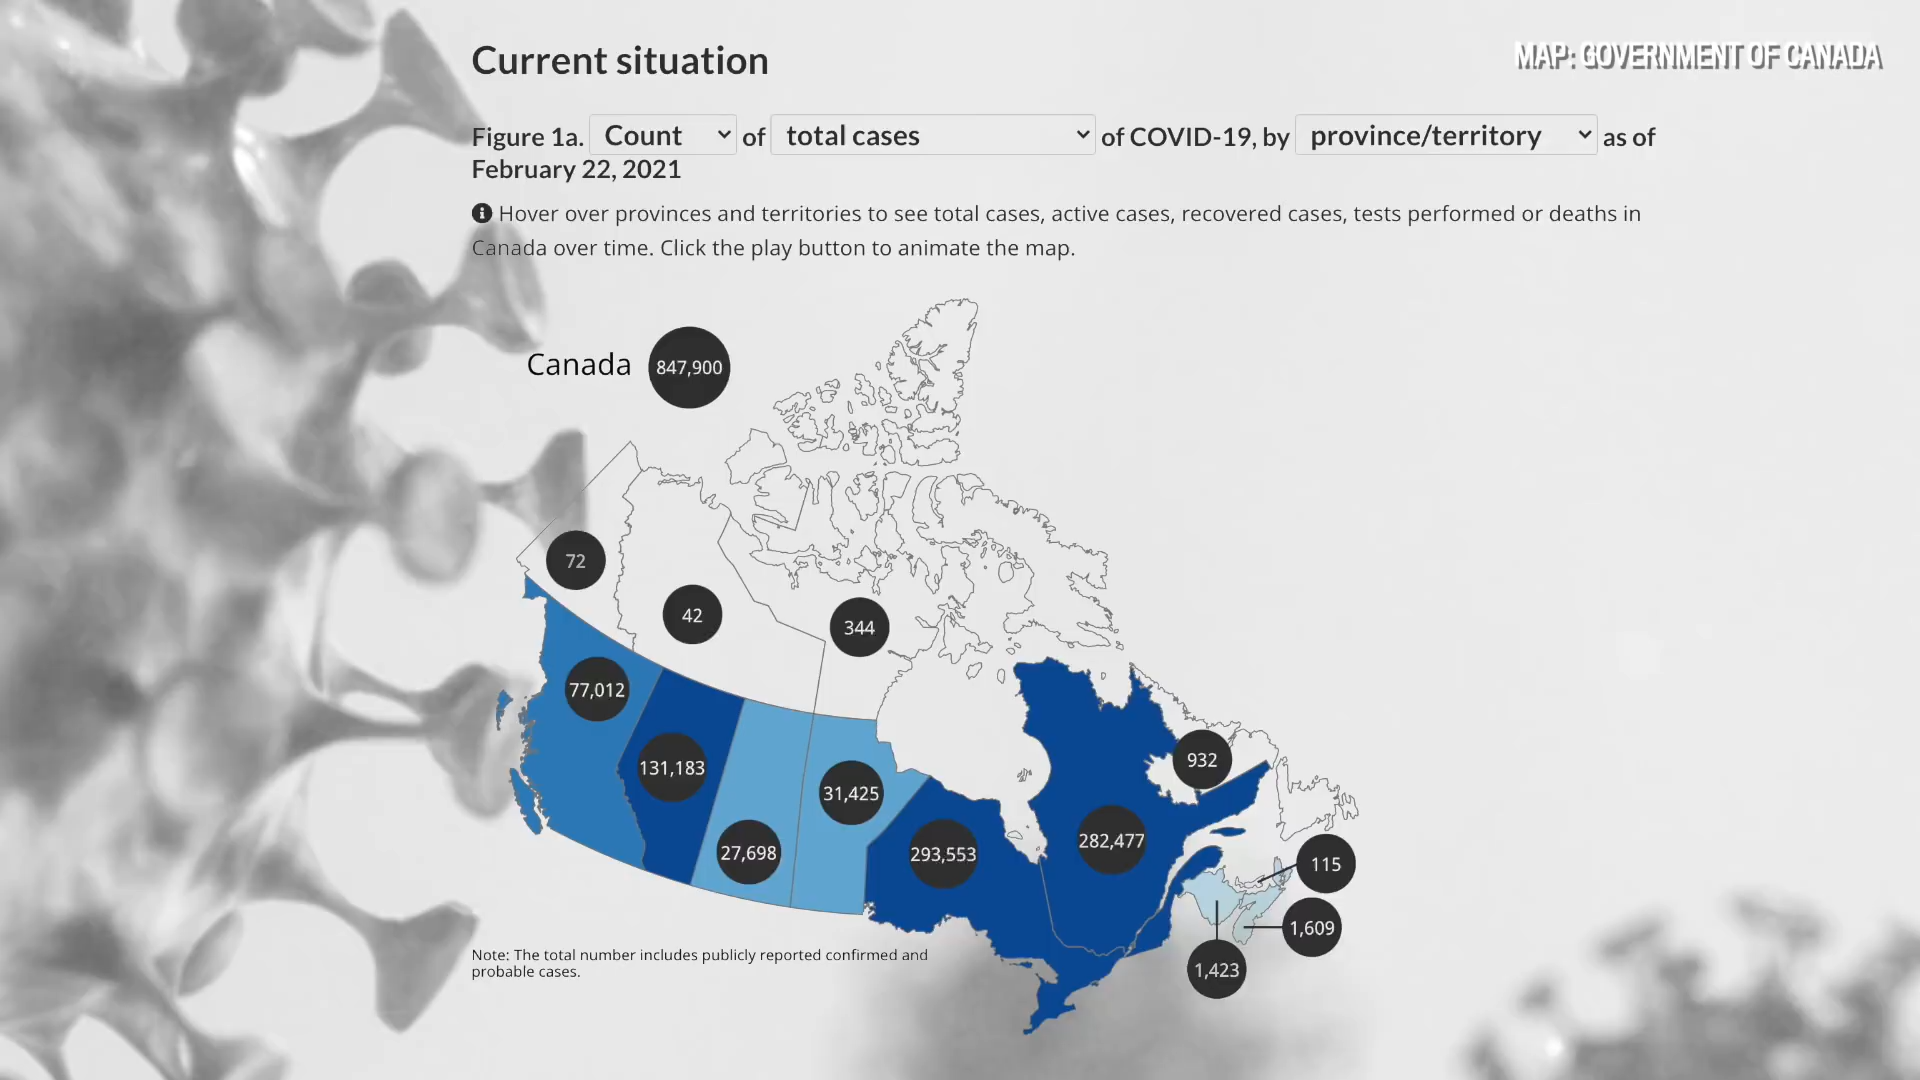 Current situation
MAP: GOVERNMENT OF CANADA
Figure 1a. Count of total cases of COVID-19, by province/territory as of
February 22, 2021
Hover over provinces and territories to see total cases, active cases, recovered cases, tests performed or deaths in
Canada over time. Click the play button to animate the map.
Canada 847,900
72
42
344
77,012
131,183
27,698
31,425
293,553
282,477
932
115
1,609
1,423
Note: The total number includes publicly reported confirmed and
probable cases.